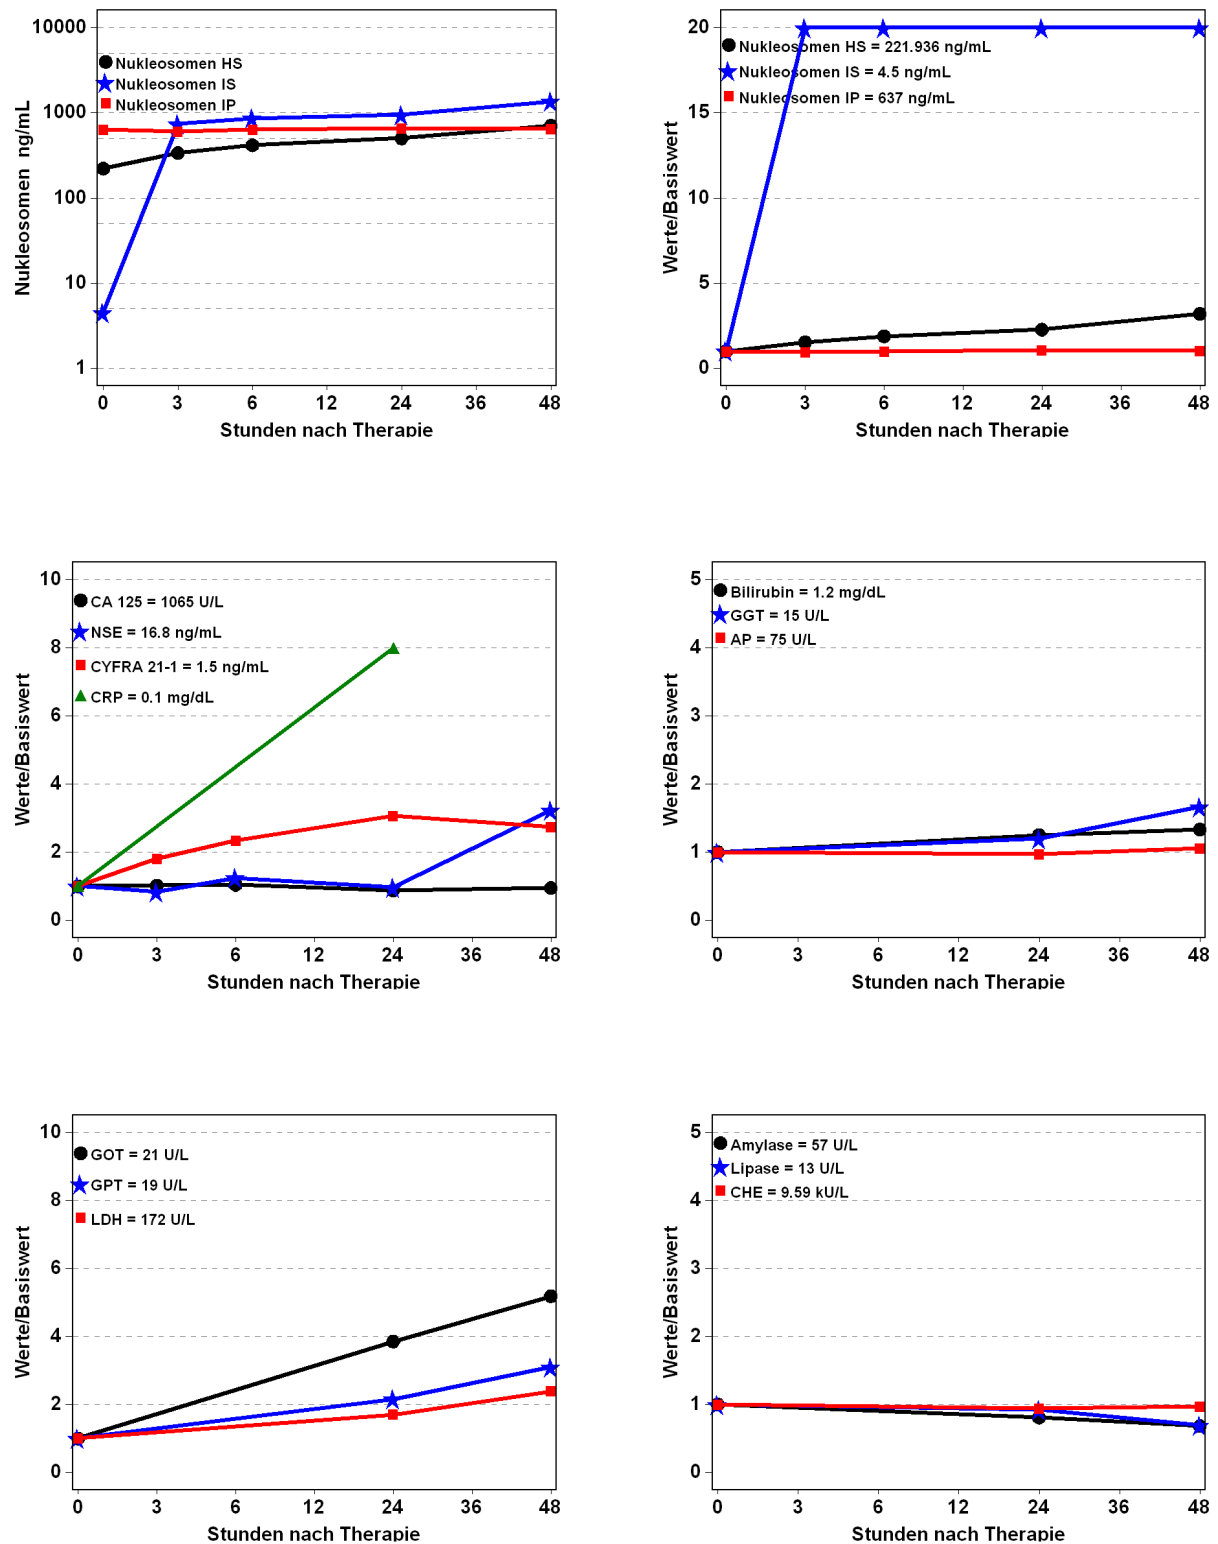 10000
1000
100
10
1
Nukleosomen ng/mL
Nukleosomen HS
Nukleosomen IS
Nukleosomen IP
0 3 6 12 24 36 48
Stunden nach Therapie
20
15
10
5
0
Werte/Basiswert
Nukleosomen HS = 221.936 ng/mL
Nukleosomen IS = 4.5 ng/mL
Nukleosomen IP = 637 ng/mL
0 3 6 12 24 36 48
Stunden nach Therapie
10
8
6
4
2
0
Werte/Basiswert
CA 125 = 1065 U/L
NSE = 16.8 ng/mL
CYFRA 21-1 = 1.5 ng/mL
CRP = 0.1 mg/dL
0 3 6 12 24 36 48
Stunden nach Therapie
5
4
3
2
1
0
Werte/Basiswert
Bilirubin = 1.2 mg/dL
GGT = 15 U/L
AP = 75 U/L
0 3 6 12 24 36 48
Stunden nach Therapie
10
8
6
4
2
0
Werte/Basiswert
GOT = 21 U/L
GPT = 19 U/L
LDH = 172 U/L
0 3 6 12 24 36 48
Stunden nach Therapie
5
4
3
2
1
0
Werte/Basiswert
Amylase = 57 U/L
Lipase = 13 U/L
CHE = 9.59 kU/L
0 3 6 12 24 36 48
Stunden nach Therapie